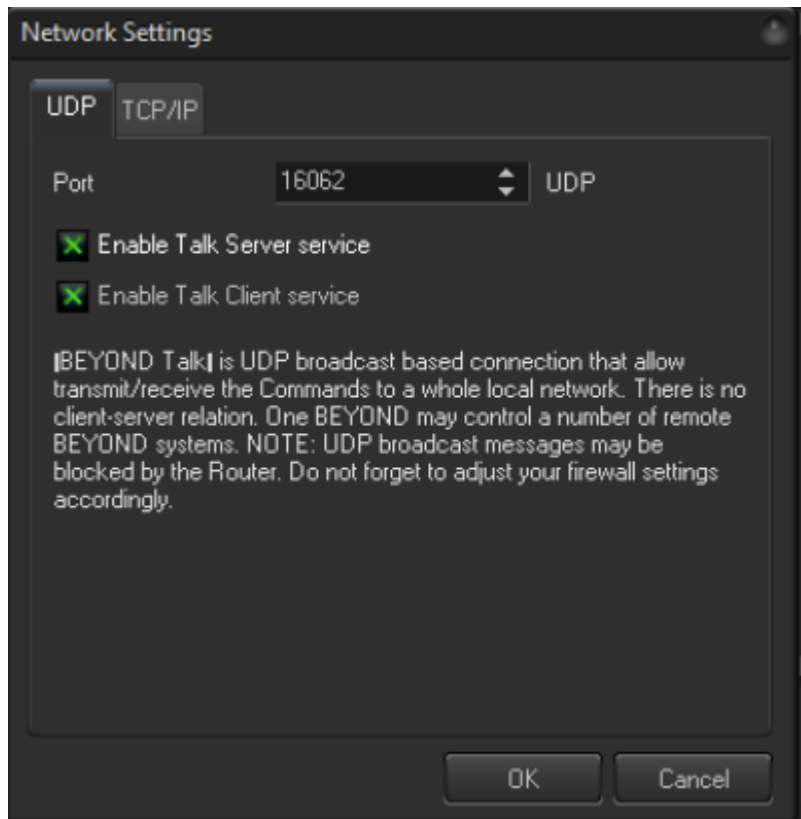 Network Settings
UDP TCP/IP
Port 16062 UDP
Enable Talk Server service
Enable Talk Client service
|BEYOND Talk| is UDP broadcast based connection that allow
transmit/receive the Commands to a whole local network. There is no
client-server relation. One BEYOND may control a number of remote
BEYOND systems. NOTE: UDP broadcast messages may be
blocked by the Router. Do not forget to adjust your firewall settings
accordingly.
OK Cancel